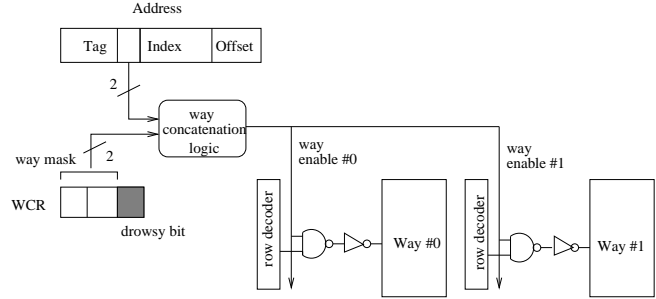 Address
Tag
Index
Offset
2
way
concatenation
logic
way mask
2
WCR
drowsy bit
way
enable #0
way
enable #1
row decoder
Way #0
row decoder
Way #1